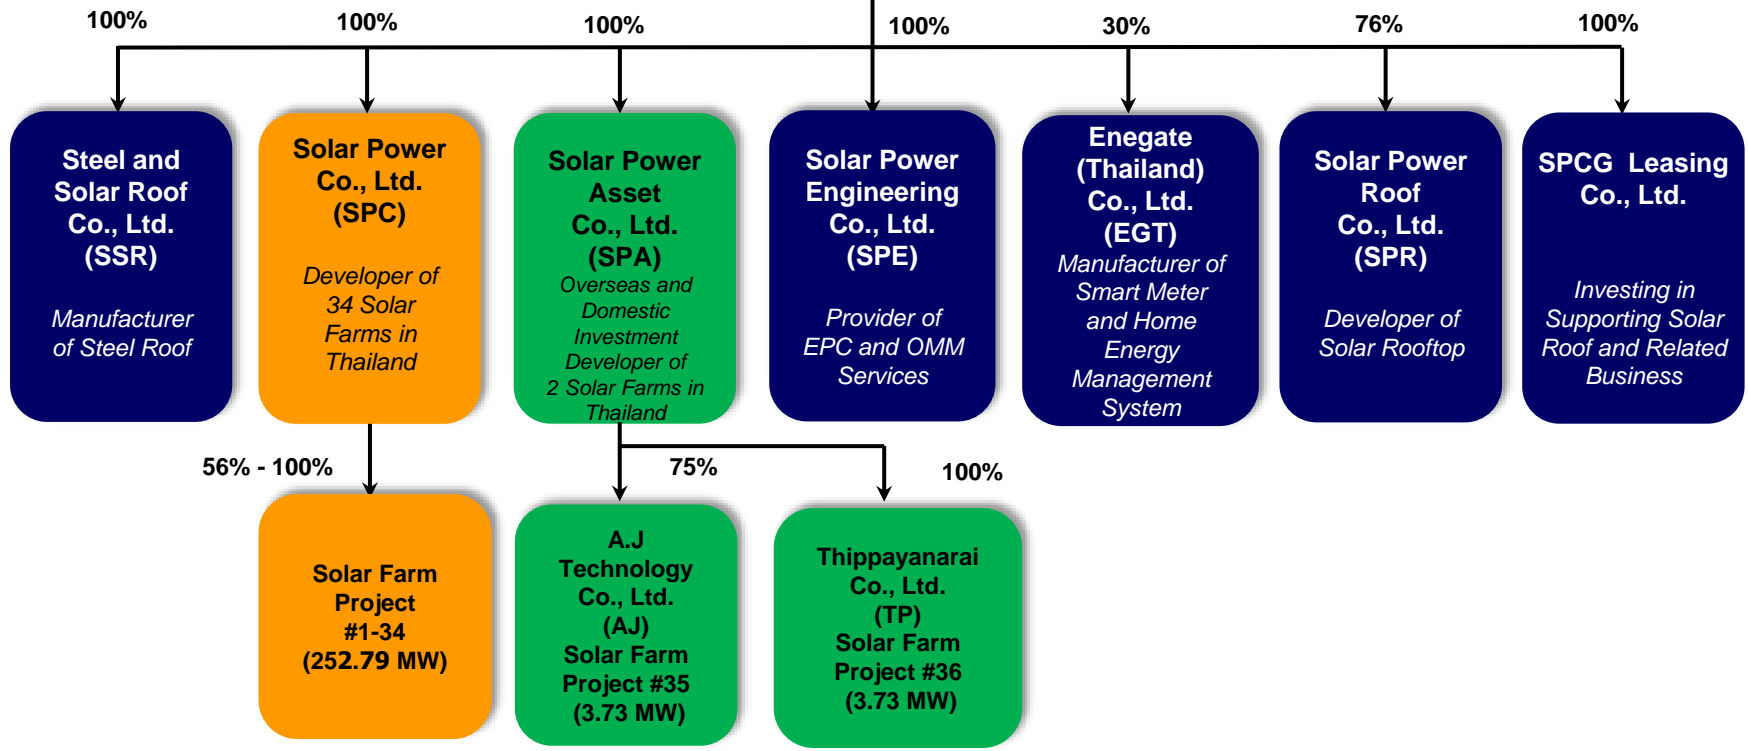 100%
100%
100%
100%
30%
76%
100%
Steel and
Solar Roof
Co., Ltd.
(SSR)
Manufacturer
of Steel Roof
Solar Power
Co., Ltd.
(SPC)
Developer of
34 Solar
Farms in
Thailand
Solar Power
Asset
Co., Ltd.
(SPA)
Overseas and
Domestic
Investment
Developer of
2 Solar Farms in
Thailand
Solar Power
Engineering
Co., Ltd.
(SPE)
Provider of
EPC and OMM
Services
Enegate
(Thailand)
Co., Ltd.
(EGT)
Manufacturer of
Smart Meter
and Home
Energy
Management
System
Solar Power
Roof
Co., Ltd.
(SPR)
Developer of
Solar Rooftop
SPCG Leasing
Co., Ltd.
Investing in
Supporting Solar
Roof and Related
Business
56% - 100%
75%
100%
Solar Farm
Project
#1-34
(252.79 MW)
A.J
Technology
Co., Ltd.
(AJ)
Solar Farm
Project #35
(3.73 MW)
Thippayanarai
Co., Ltd.
(TP)
Solar Farm
Project #36
(3.73 MW)